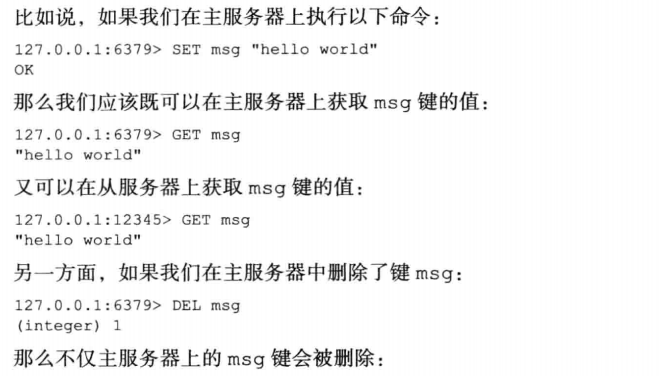 比如说，如果我们在主服务器上执行以下命令：
127.0.0.1:6379> SET msg "hello world"
OK
那么我们应该既可以在主服务器上获取 msg 键的值：
127.0.0.1:6379> GET msg
"hello world"
又可以在从服务器上获取 msg 键的值：
127.0.0.1:12345> GET msg
"hello world"
另一方面，如果我们在主服务器中删除了键 msg：
127.0.0.1:6379> DEL msg
(integer) 1
那么不仅主服务器上的 msg 键会被删除：